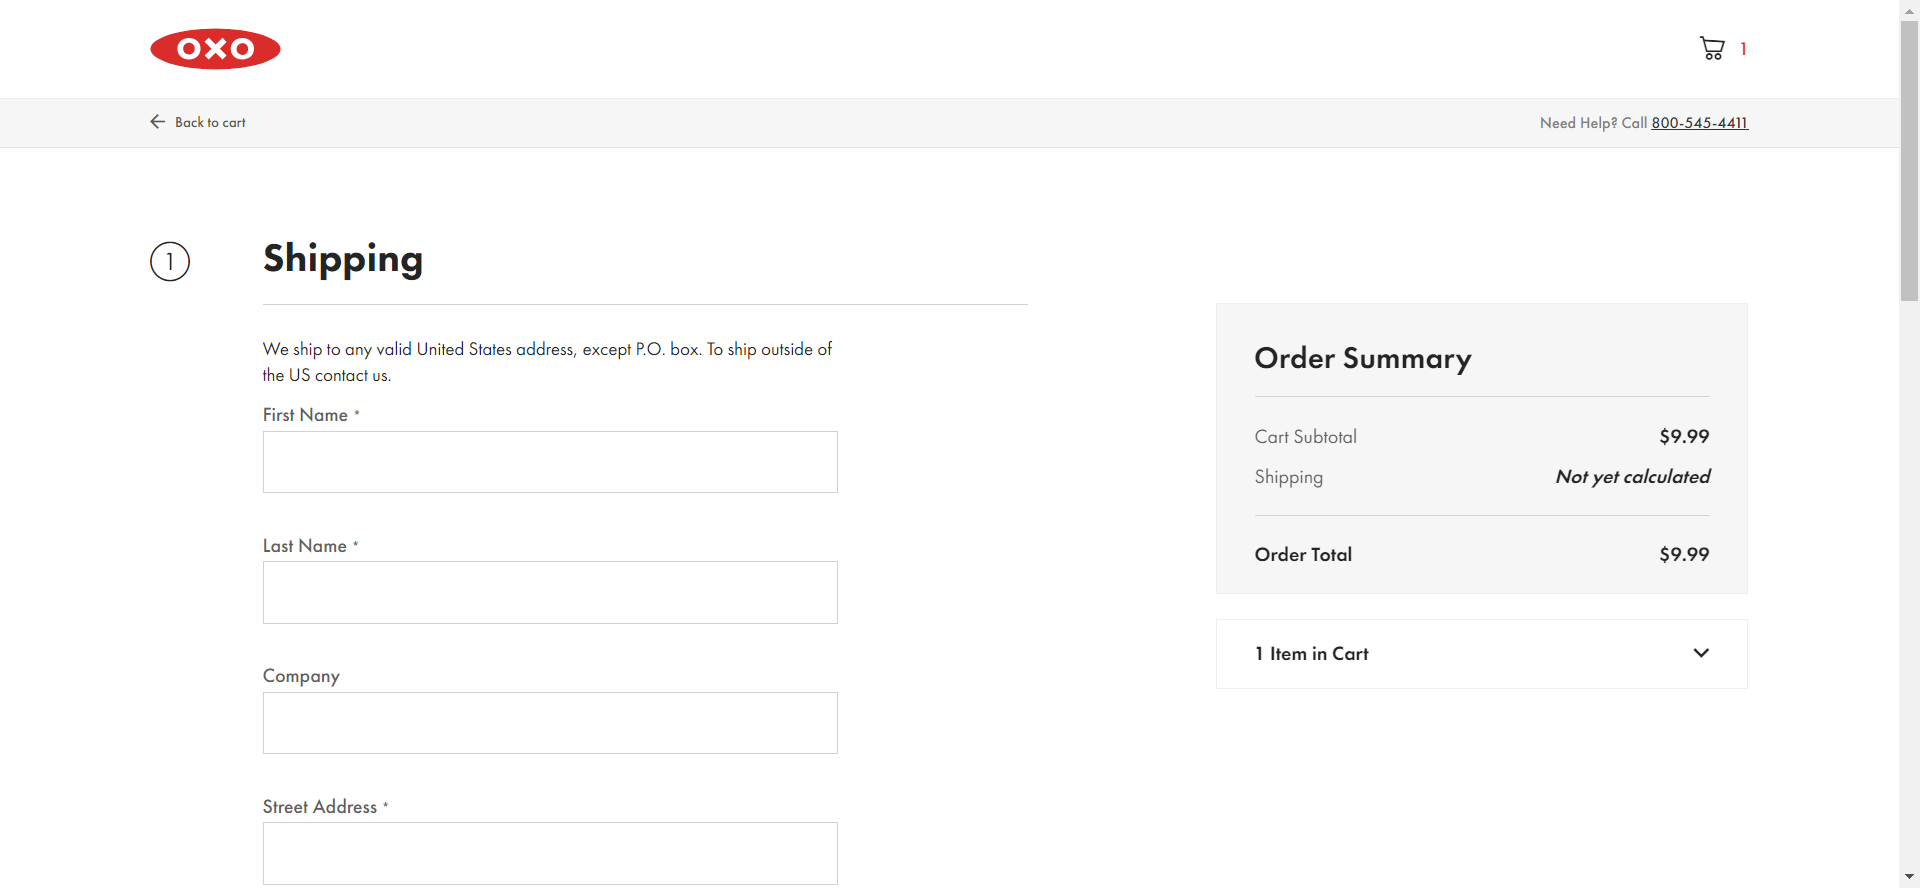 OXO
1
Back to cart
Need Help? Call 800-545-4411
1
Shipping
We ship to any valid United States address, except P.O. box. To ship outside of
the US contact us.
First Name *
Last Name *
Company
Street Address *
Order Summary
Cart Subtotal $9.99
Shipping Not yet calculated
Order Total $9.99
1 Item in Cart